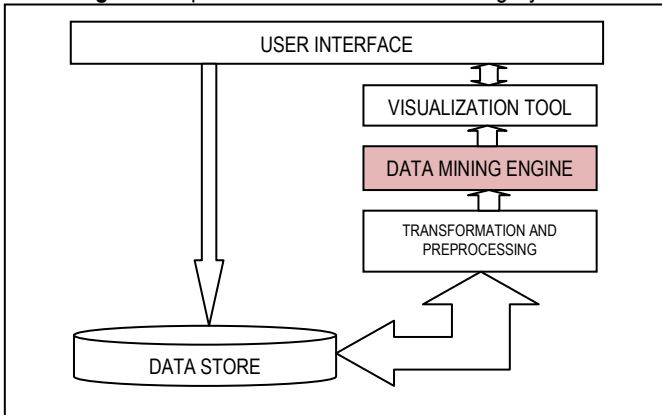 USER INTERFACE
VISUALIZATION TOOL
DATA MINING ENGINE
TRANSFORMATION AND
PREPROCESSING
DATA STORE